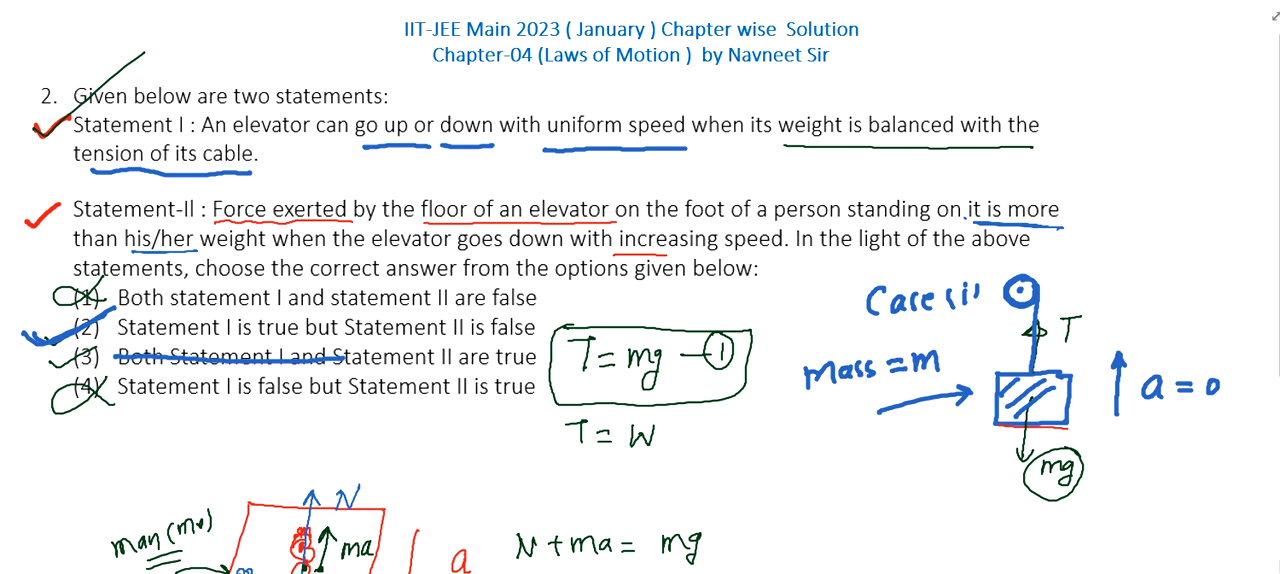 IIT-JEE Main 2023 ( January ) Chapter wise Solution
Chapter-04 (Laws of Motion ) by Navneet Sir
2. Given below are two statements:
Statement I : An elevator can go up or down with uniform speed when its weight is balanced with the
tension of its cable.
Statement-II : Force exerted by the floor of an elevator on the foot of a person standing on it is more
than his/her weight when the elevator goes down with increasing speed. In the light of the above
statements, choose the correct answer from the options given below:
(1) Both statement I and statement II are false
(2) Statement I is true but Statement II is false
(3) Both Statement I and Statement II are true
(4) Statement I is false but Statement II is true
Case (i)
T
T = mg -①
Mass = m
a = 0
T = W
mg
N
man (m)
ma
a
N + ma = mg